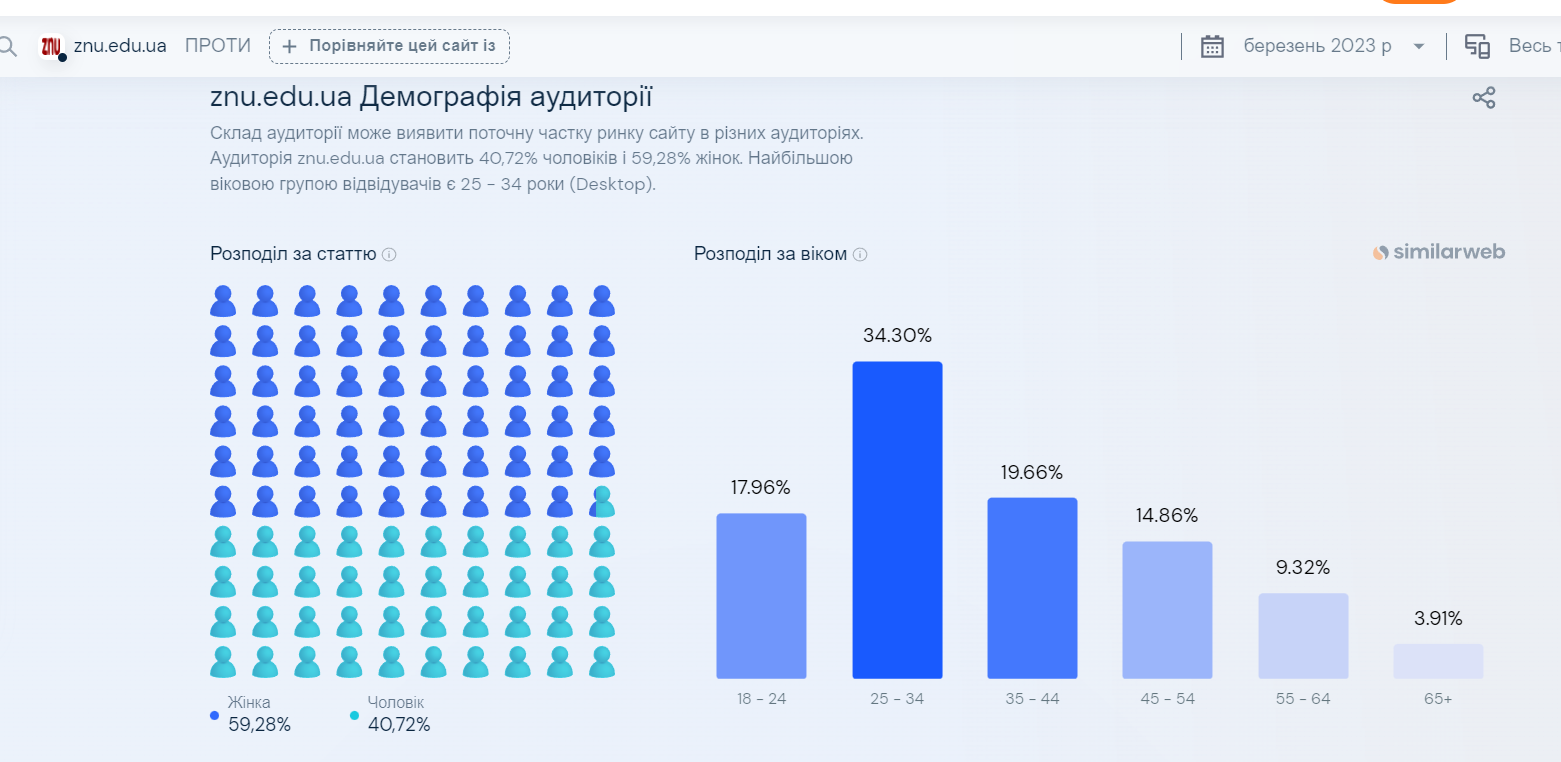 znu
znu.edu.ua ПРОТИ + Порівняйте цей сайт із березень 2023 р Весь
znu.edu.ua Демографія аудиторії
Склад аудиторії може виявити поточну частку ринку сайту в різних аудиторіях.
Аудиторія znu.edu.ua становить 40,72% чоловіків і 59,28% жінок. Найбільшою
віковою групою відвідувачів є 25 - 34 роки (Desktop).
Розподіл за статтю
Розподіл за віком
similarweb
34.30%
19.66%
17.96%
14.86%
9.32%
3.91%
18 - 24 25 - 34 35 - 44 45 - 54 55 - 64 65+
Жінка Чоловік
59,28% 40,72%